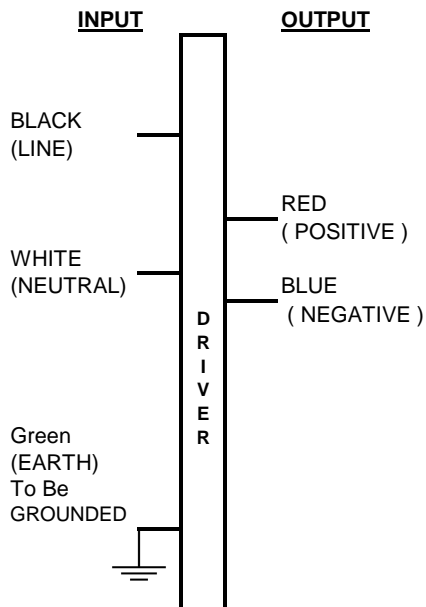 INPUT
OUTPUT
BLACK
(LINE)
RED
( POSITIVE )
WHITE
(NEUTRAL)
BLUE
( NEGATIVE )
D
R
I
V
E
R
Green
(EARTH)
To Be
GROUNDED